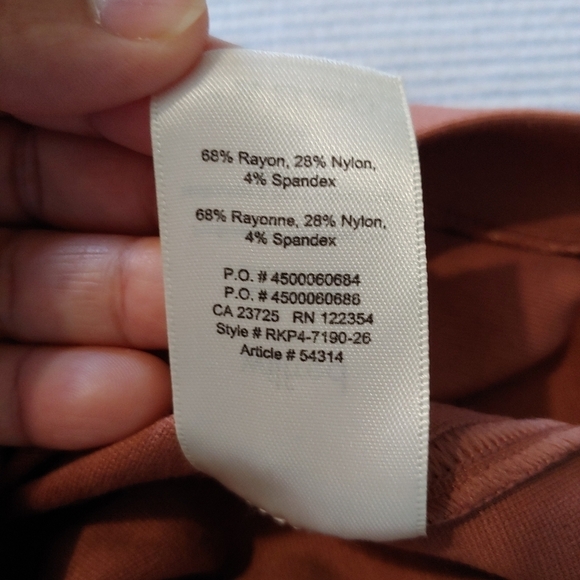 68% Rayon, 28% Nylon,
4% Spandex
68% Rayonne, 28% Nylon,
4% Spandex
P.O. # 4500060684
P.O. # 4500060686
CA 23725 RN 122354
Style # RKP4-7190-26
Article # 54314